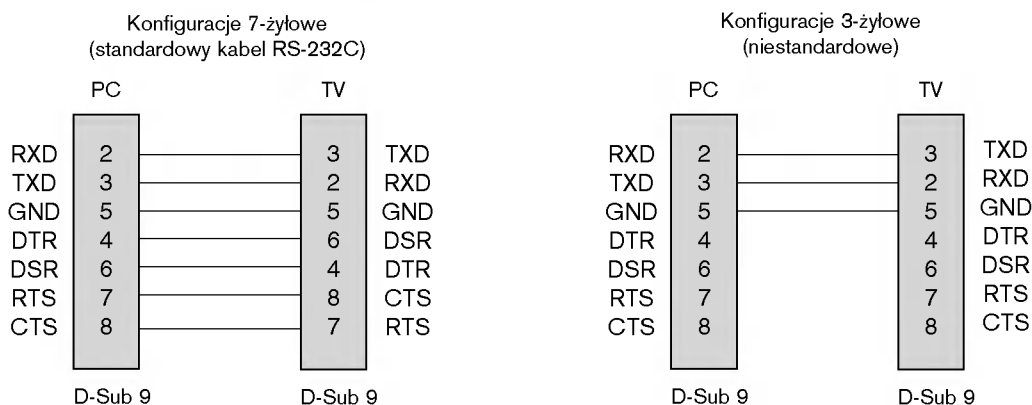 Konfiguracje 7-żyłowe
(standardowy kabel RS-232C)
PC TV
RXD 2 3 TXD
TXD 3 2 RXD
GND 5 5 GND
DTR 4 6 DSR
DSR 6 4 DTR
RTS 7 8 CTS
CTS 8 7 RTS
D-Sub 9 D-Sub 9
Konfiguracje 3-żyłowe
(niestandardowe)
PC TV
RXD 2 3 TXD
TXD 3 2 RXD
GND 5 5 GND
DTR 4 4 DTR
DSR 6 6 DSR
RTS 7 7 RTS
CTS 8 8 CTS
D-Sub 9 D-Sub 9